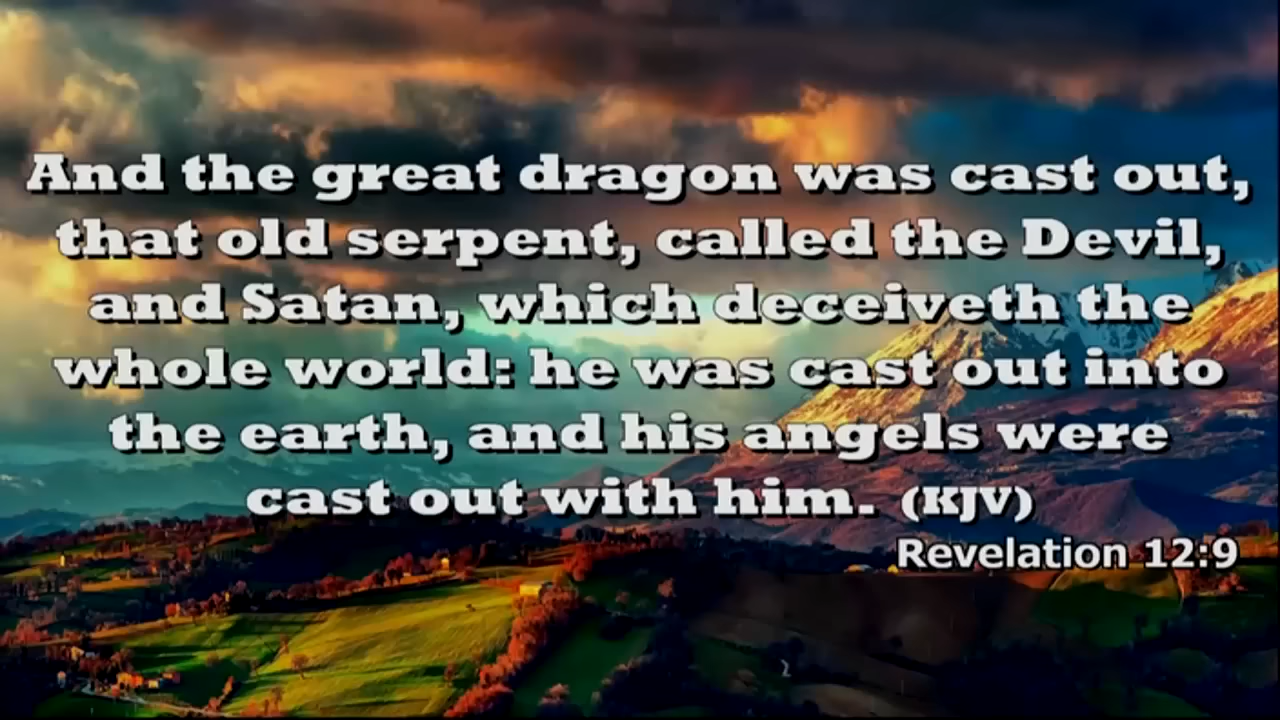 And the great dragon was cast out,
that old serpent, called the Devil,
and Satan, which deceiveth the
whole world: he was cast out into
the earth, and his angels were
cast out with him. (KJV)
Revelation 12:9